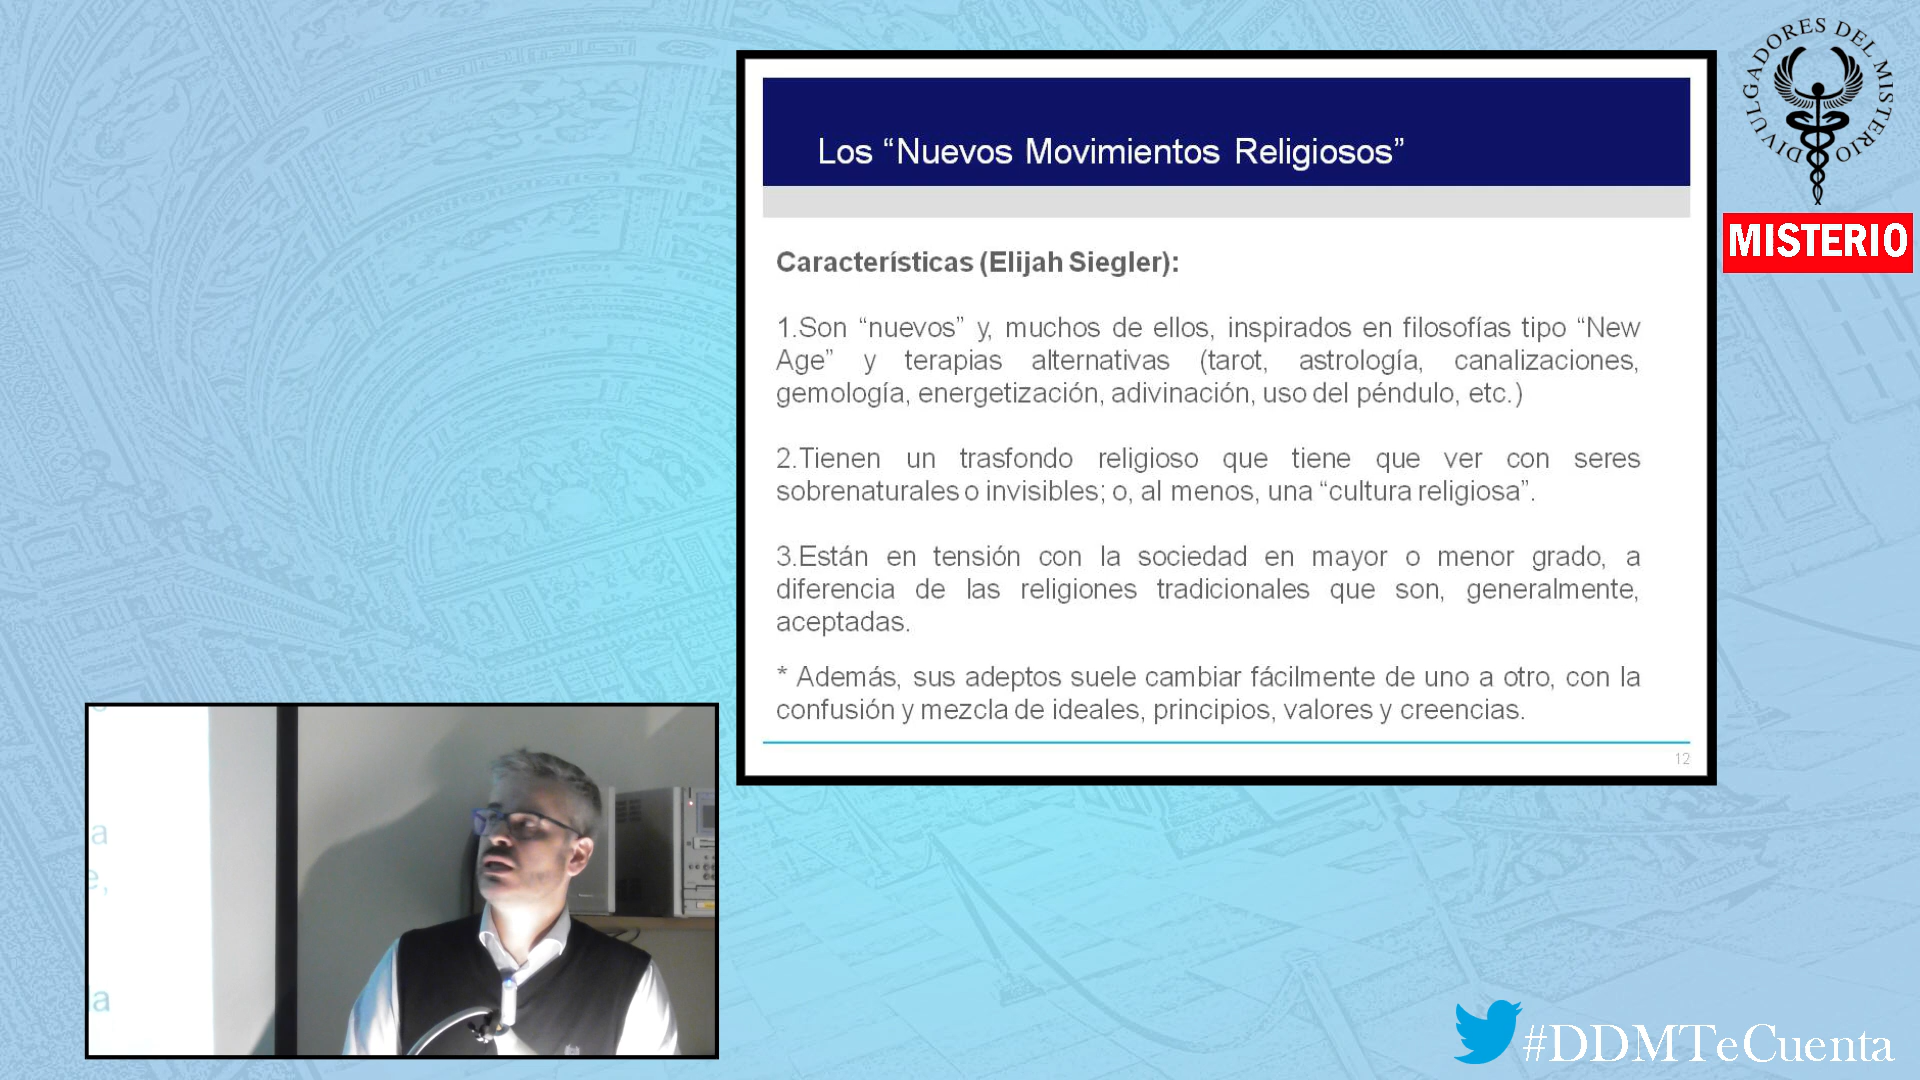 DIVULGADORES DEL MISTERIO
MISTERIO
Los “Nuevos Movimientos Religiosos”
Características (Elijah Siegler):
1.Son “nuevos” y, muchos de ellos, inspirados en filosofías tipo “New
Age” y terapias alternativas (tarot, astrología, canalizaciones,
gemología, energetización, adivinación, uso del péndulo, etc.)
2.Tienen un trasfondo religioso que tiene que ver con seres
sobrenaturales o invisibles; o, al menos, una “cultura religiosa”.
3.Están en tensión con la sociedad en mayor o menor grado, a
diferencia de las religiones tradicionales que son, generalmente,
aceptadas.
* Además, sus adeptos suele cambiar fácilmente de uno a otro, con la
confusión y mezcla de ideales, principios, valores y creencias.
12
a
e,
a
#DDMTeCuenta